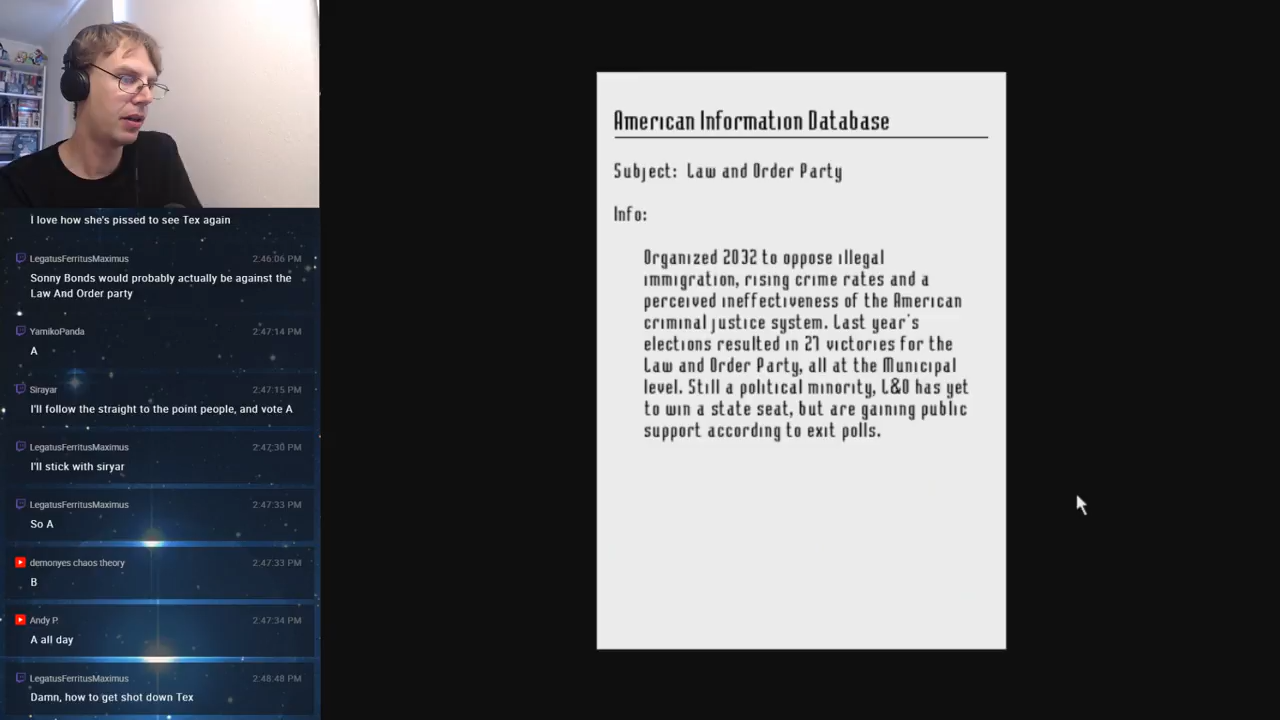 I love how she's pissed to see Tex again
LegatusFerritusMaximus 2:46:06 PM
Sonny Bonds would probably actually be against the
Law And Order party
YamikoPanda 2:47:14 PM
A
Sirayar 2:47:15 PM
I'll follow the straight to the point people, and vote A
LegatusFerritusMaximus 2:47:30 PM
I'll stick with siryar
LegatusFerritusMaximus 2:47:33 PM
So A
demonyes chaos theory 2:47:33 PM
B
Andy P. 2:47:34 PM
A all day
LegatusFerritusMaximus 2:48:48 PM
Damn, how to get shot down Tex
American Information Database
Subject: Law and Order Party
Info:
Organized 2032 to oppose illegal
immigration, rising crime rates and a
perceived ineffectiveness of the American
criminal justice system. Last year's
elections resulted in 27 victories for the
Law and Order Party, all at the Municipal
level. Still a political minority, L&O has yet
to win a state seat, but are gaining public
support according to exit polls.